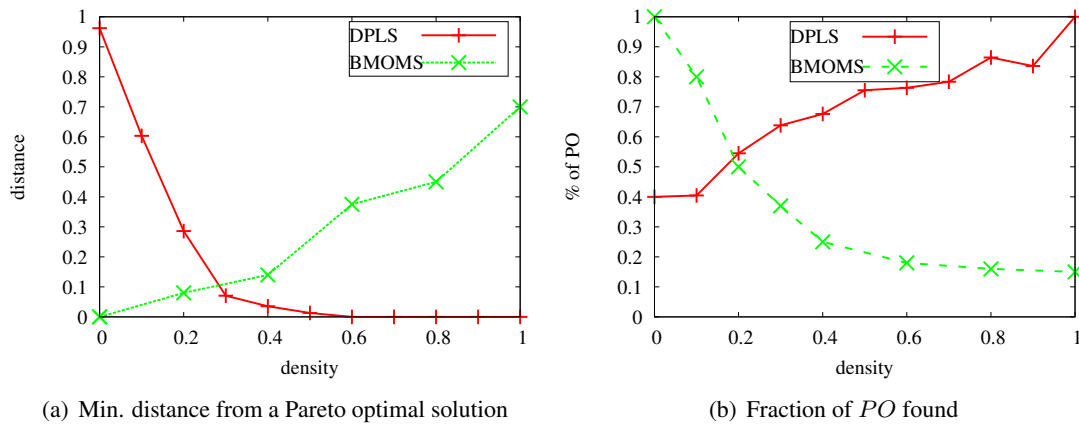 1
0.9
0.8
0.7
0.6
0.5
0.4
0.3
0.2
0.1
0
distance
DPLS
BMOMS
0 0.2 0.4 0.6 0.8 1
density
(a) Min. distance from a Pareto optimal solution
1
0.9
0.8
0.7
0.6
0.5
0.4
0.3
0.2
0.1
0
% of PO
DPLS
BMOMS
0 0.2 0.4 0.6 0.8 1
density
(b) Fraction of PO found